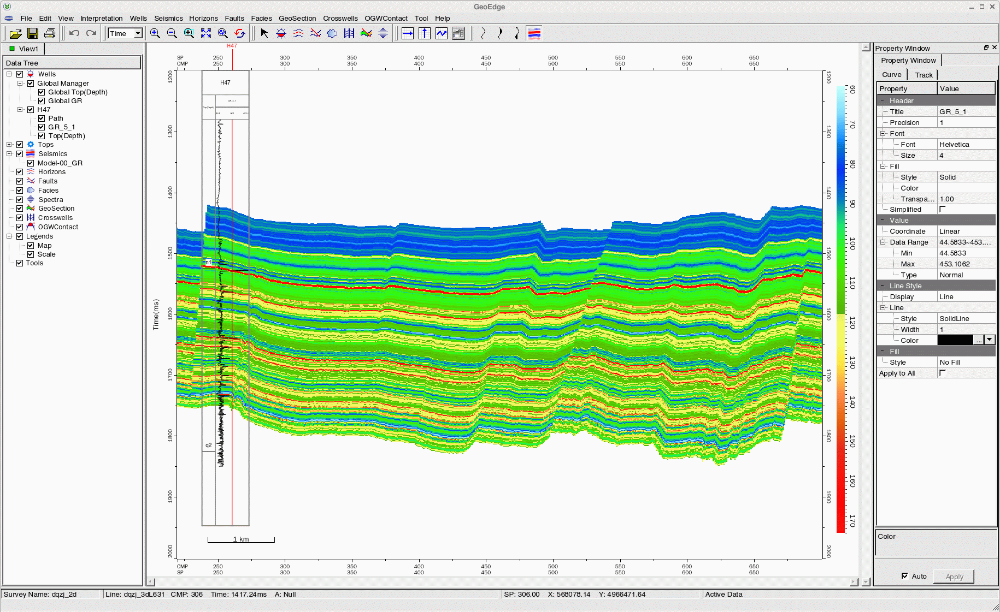 GeoEdge
File Edit View Interpretation Wells Seismics Horizons Faults Facies GeoSection Crosswells OGWContact Tool Help
Time
View1
Data Tree
Wells
Global Manager
Global Top(Depth)
Global GR
H47
Path
GR_5_1
Top(Depth)
Tops
Seismics
Model-00_GR
Horizons
Faults
Facies
Spectra
GeoSection
Crosswells
OGWContact
Legends
Map
Scale
Tools
H47
SP 250 300 350 400 450 500 550 600 650
CMP 250 300 350 400 450 500 550 600 650
H47
GR_5_1
Top(Depth)
44.6 API 453.1
n1
q2
Time(ms)
1200
1300
1400
1500
1600
1700
1800
1900
2000
1200
1300
1400
1500
1600
1700
1800
1900
2000
1 km
CMP 250 300 350 400 450 500 550 600 650
SP 250 300 350 400 450 500 550 600 650
60
70
80
90
100
110
120
130
140
150
160
170
Property Window
Property Window
Curve Track
Property Value
Header
Title GR_5_1
Precision 1
Font
Font Helvetica
Size 4
Fill
Style Solid
Color
Transpa... 1.00
Simplified
Value
Coordinate Linear
Data Range 44.5833~453....
Min 44.5833
Max 453.1062
Type Normal
Line Style
Display Line
Line
Style SolidLine
Width 1
Color ...
Fill
Style No Fill
Apply to All
Color
Auto Apply
Survey Name: dqzj_2d Line: dqzj_3dL631 CMP: 306 Time: 1417.24ms A: Null SP: 306.00 X: 568078.14 Y: 4966471.64 Active Data